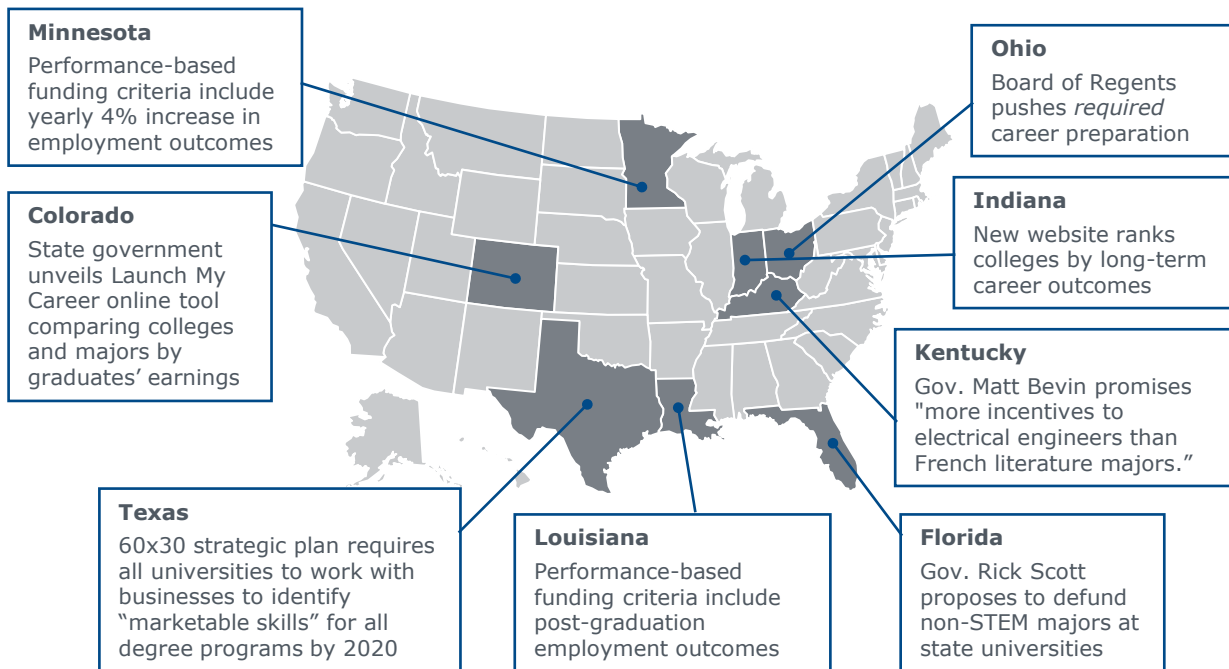 Minnesota
Performance-based
funding criteria include
yearly 4% increase in
employment outcomes
Colorado
State government
unveils Launch My
Career online tool
comparing colleges
and majors by
graduates’ earnings
Texas
60x30 strategic plan requires
all universities to work with
businesses to identify
“marketable skills” for all
degree programs by 2020
Louisiana
Performance-based
funding criteria include
post-graduation
employment outcomes
Ohio
Board of Regents
pushes required
career preparation
Indiana
New website ranks
colleges by long-term
career outcomes
Kentucky
Gov. Matt Bevin promises
"more incentives to
electrical engineers than
French literature majors.”
Florida
Gov. Rick Scott
proposes to defund
non-STEM majors at
state universities